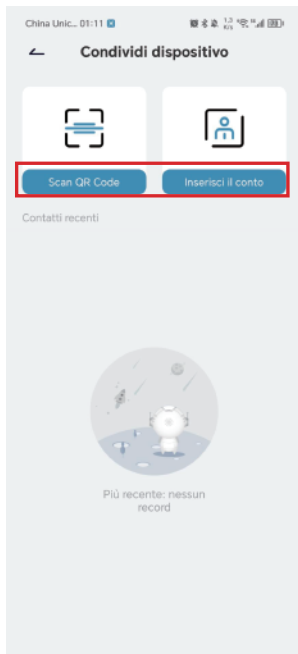 China Unic... 01:11
Condividi dispositivo
Scan QR Code
Inserisci il conto
Contatti recenti
Più recente: nessun
record